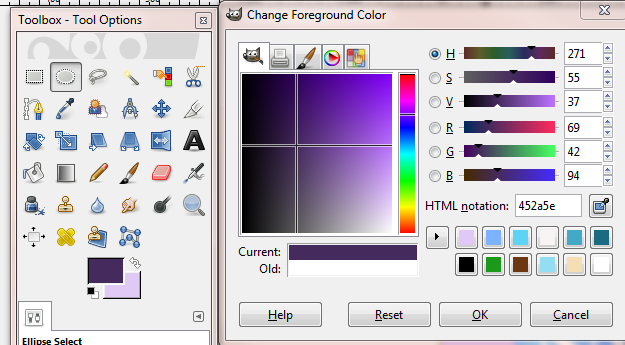 Toolbox - Tool Options
Ellipse Select
Change Foreground Color
H 271
S 55
V 37
R 69
G 42
B 94
HTML notation: 452a5e
Current:
Old:
Help Reset OK Cancel